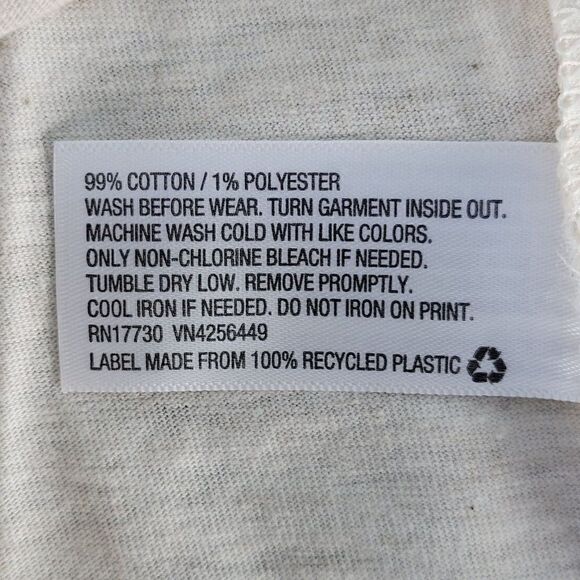 99% COTTON / 1% POLYESTER
WASH BEFORE WEAR. TURN GARMENT INSIDE OUT.
MACHINE WASH COLD WITH LIKE COLORS.
ONLY NON-CHLORINE BLEACH IF NEEDED.
TUMBLE DRY LOW. REMOVE PROMPTLY.
COOL IRON IF NEEDED. DO NOT IRON ON PRINT.
RN17730 VN4256449
LABEL MADE FROM 100% RECYCLED PLASTIC